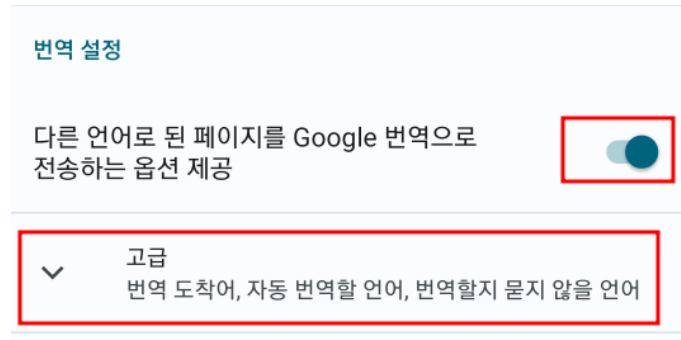 번역 설정
다른 언어로 된 페이지를 Google 번역으로
전송하는 옵션 제공
고급
번역 도착어, 자동 번역할 언어, 번역할지 묻지 않을 언어